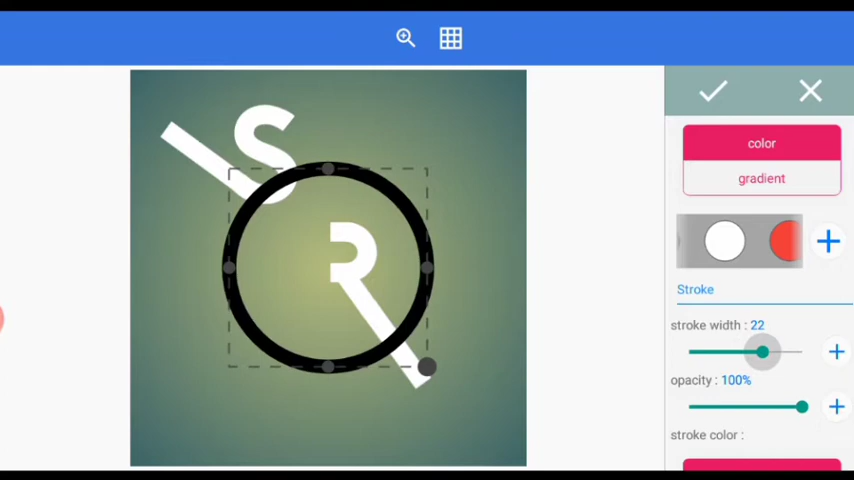 S
R
color
gradient
Stroke
stroke width : 22
opacity : 100%
stroke color :